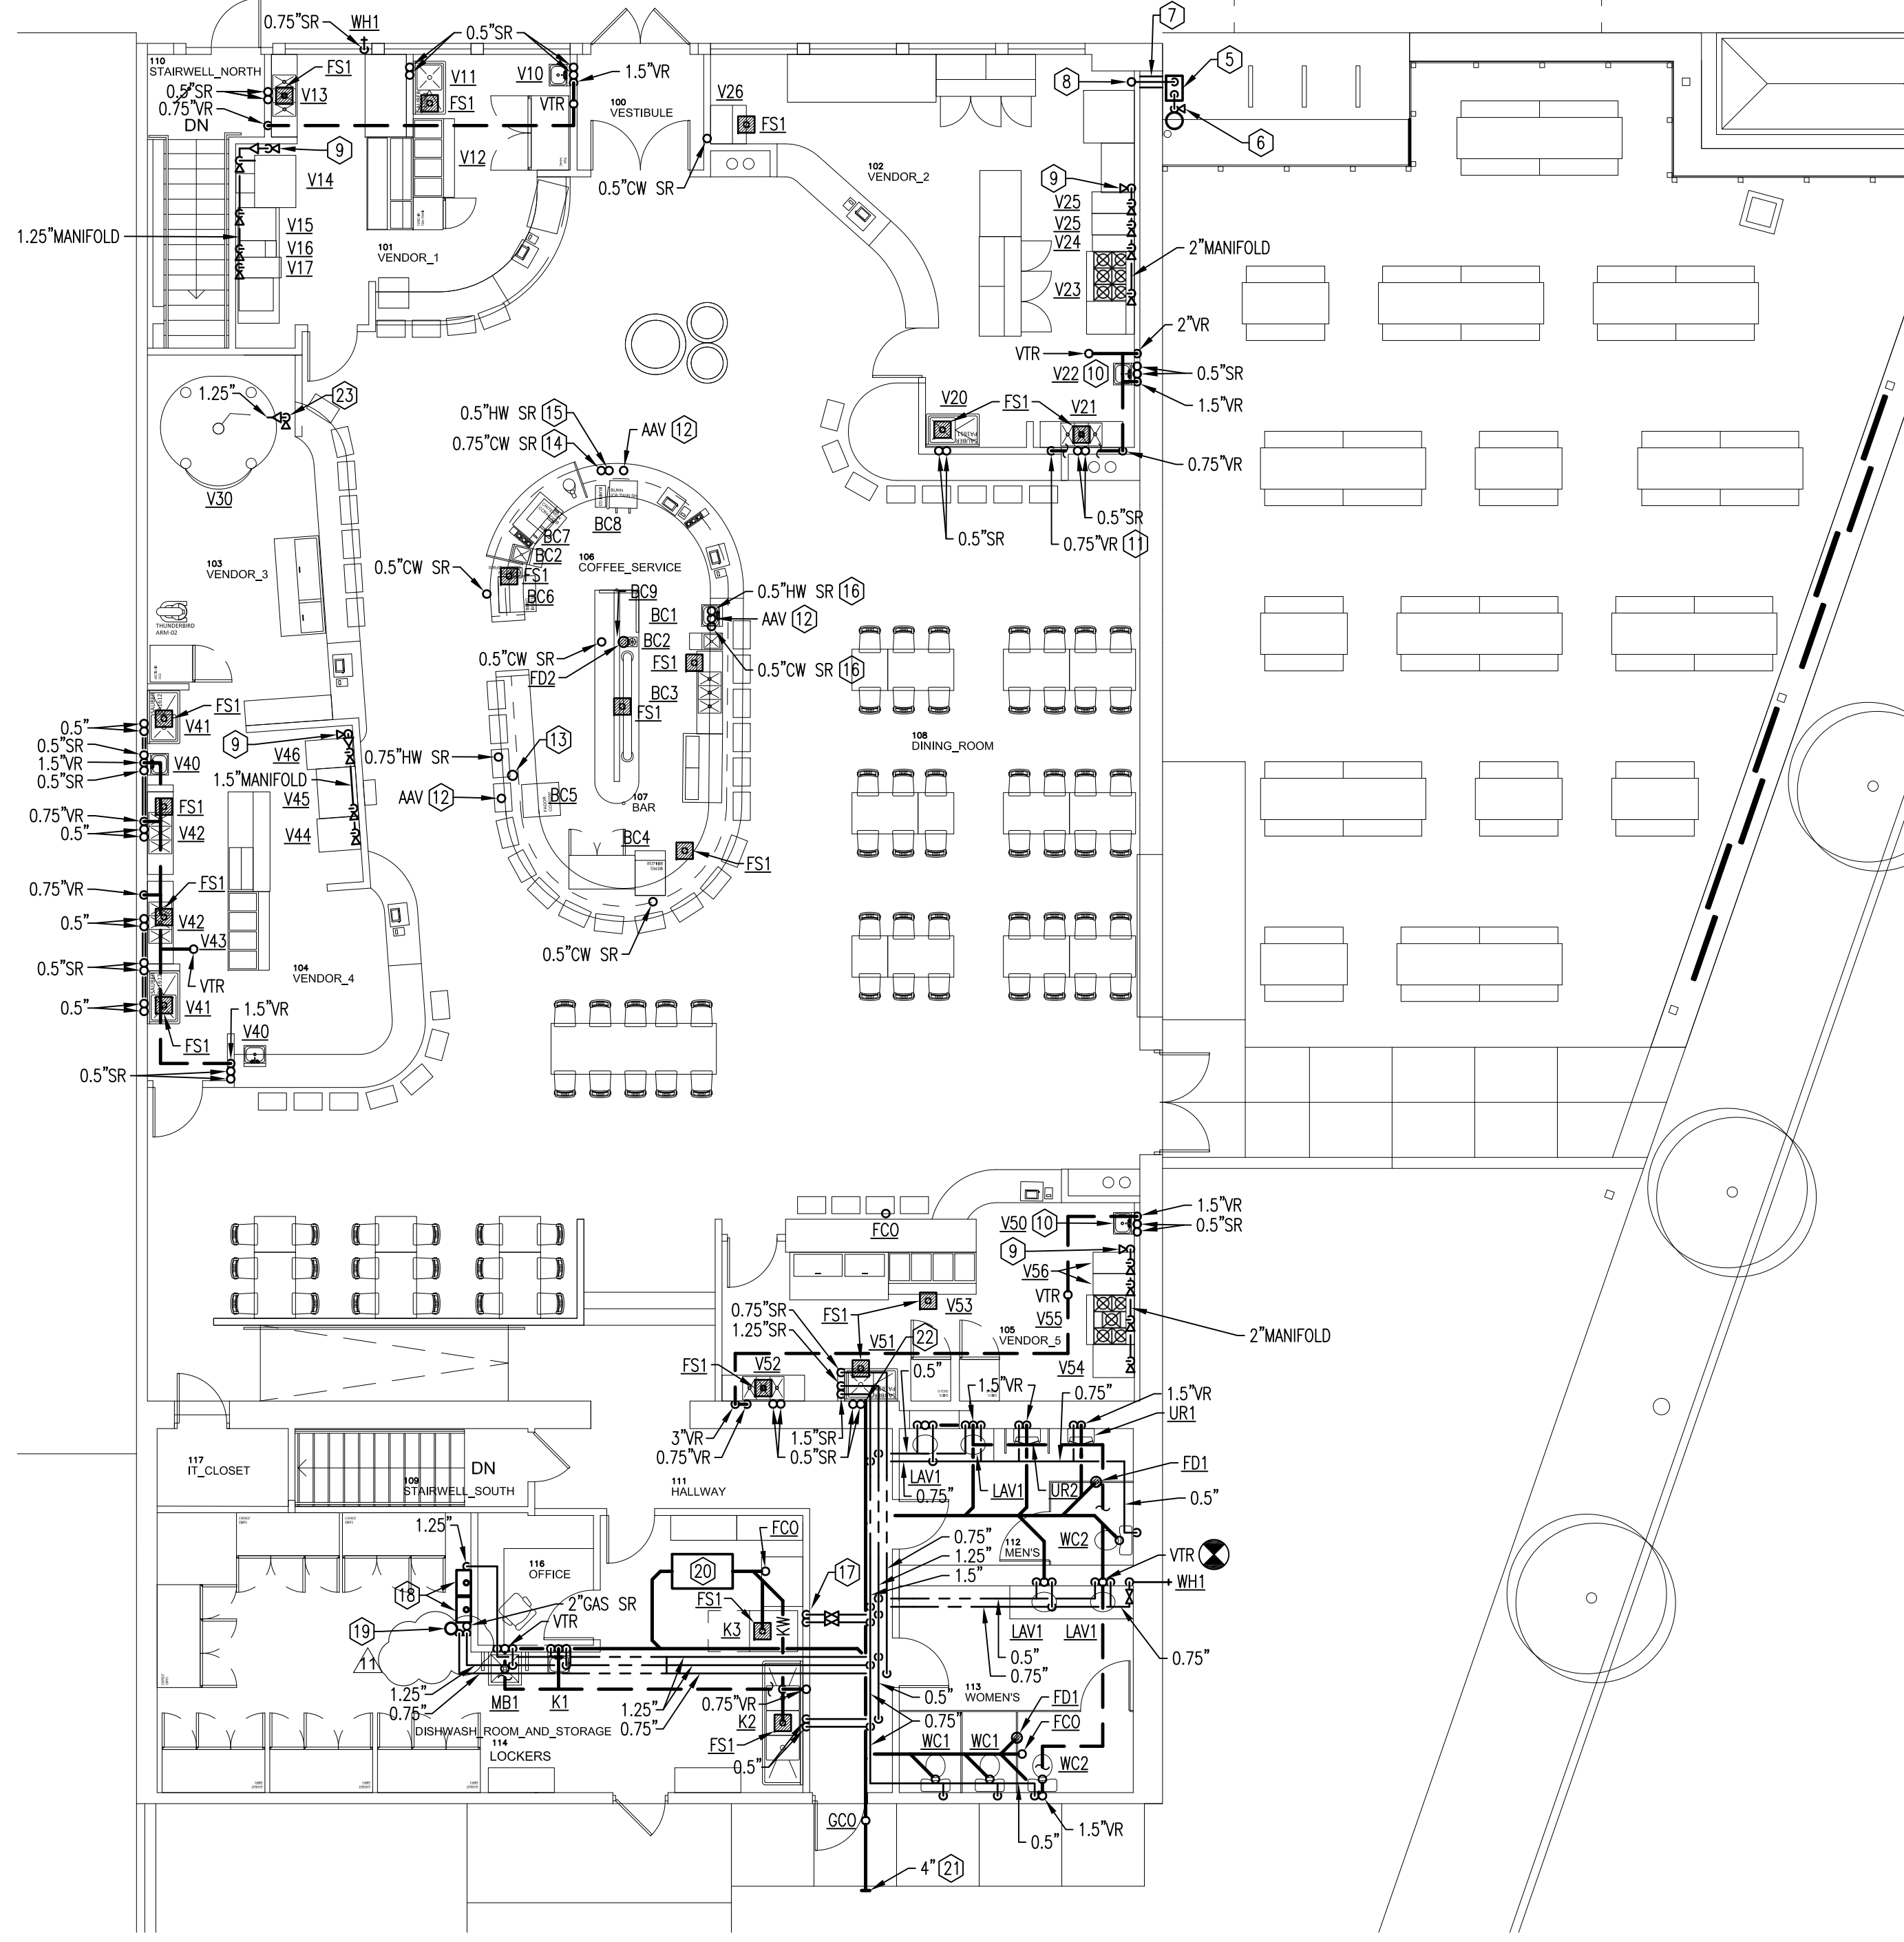 0.75"SR
WH1
0.5"SR
7
110
STAIRWELL_NORTH
FS1
V11
V10
1.5"VR
8
5
0.5"SR
V13
0.75"VR
DN
FS1
VTR
100
VESTIBULE
V26
FS1
6
9
V12
V14
0.5"CW SR
102
VENDOR_2
9
V25
V25
V24
V15
1.25"MANIFOLD
V16
V17
101
VENDOR_1
2"MANIFOLD
V23
2"VR
VTR
V22 10
0.5"SR
1.5"VR
1.25"
23
V20
FS1
V21
0.5"HW SR 15
0.75"CW SR 14
AAV 12
0.75"VR
V30
0.5"SR
0.5"SR
0.75"VR 11
BC8
BC7
BC2
106
COFFEE_SERVICE
103
VENDOR_3
0.5"CW SR
FS1
BC6
BC9
BC1
0.5"HW SR 16
AAV 12
THUNDERBIRD
ARM-02
BC2
0.5"CW SR
FD2
FS1
0.5"CW SR 16
BC3
FS1
FS1
V41
0.5"
0.5"SR
1.5"VR
0.5"SR
V40
9
V46
1.5"MANIFOLD
V45
V44
0.75"HW SR
13
108
DINING_ROOM
AAV 12
BC5
107
BAR
BC4
FS1
FS1
0.75"VR
0.5"
V42
0.75"VR
FS1
0.5"
V42
V43
0.5"CW SR
0.5"SR
VTR
104
VENDOR_4
0.5"
V41
1.5"VR
FS1
V40
0.5"SR
1.5"VR
V50 10
0.5"SR
FCO
9
V56
VTR
V53
0.75"SR
FS1
1.25"SR
V55
2"MANIFOLD
V51
22
105
VENDOR_5
FS1
V52
0.5"
V54
1.5"VR
0.75"
1.5"VR
UR1
3"VR
1.5"SR
0.75"VR
0.5"SR
117
IT_CLOSET
DN
109
STAIRWELL_SOUTH
111
HALLWAY
LAV1
0.75"
LAV1
UR2
FD1
0.5"
1.25"
FCO
0.75"
1.25"
1.5"
112
MEN'S
WC2
116
OFFICE
20
17
VTR
18
FS1
WH1
2"GAS SR
VTR
19
K3
KW
LAV1
LAV1
11
0.5"
0.75"
0.75"
1.25"
0.75"
MB1
K1
1.25"
0.75"
0.75"VR
K2
0.5"
113
WOMEN'S
FD1
FCO
0.75"
DISHWASH_ROOM_AND_STORAGE
114
LOCKERS
FS1
0.5"
WC1
WC1
WC2
GCO
0.5"
1.5"VR
4" 21